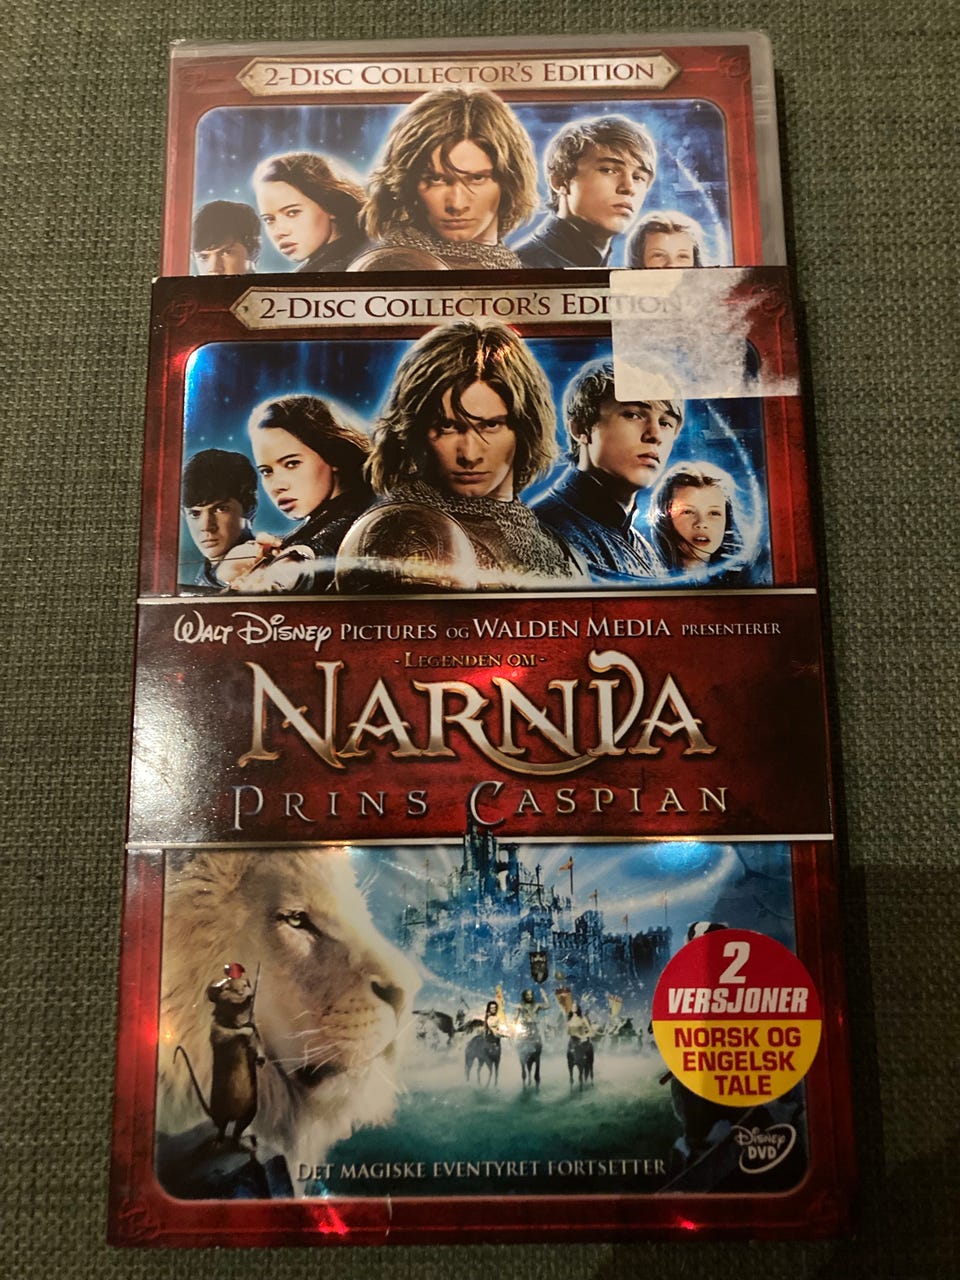 2-DISC COLLECTOR'S EDITION
2-DISC COLLECTOR'S EDITION
WALT DISNEY PICTURES OG WALDEN MEDIA PRESENTERER
- LEGENDEN OM -
NARNIA
PRINS CASPIAN
2
VERSJONER
NORSK OG
ENGELSK
TALE
DISNEY
DVD
DET MAGISKE EVENTYRET FORTSETTER